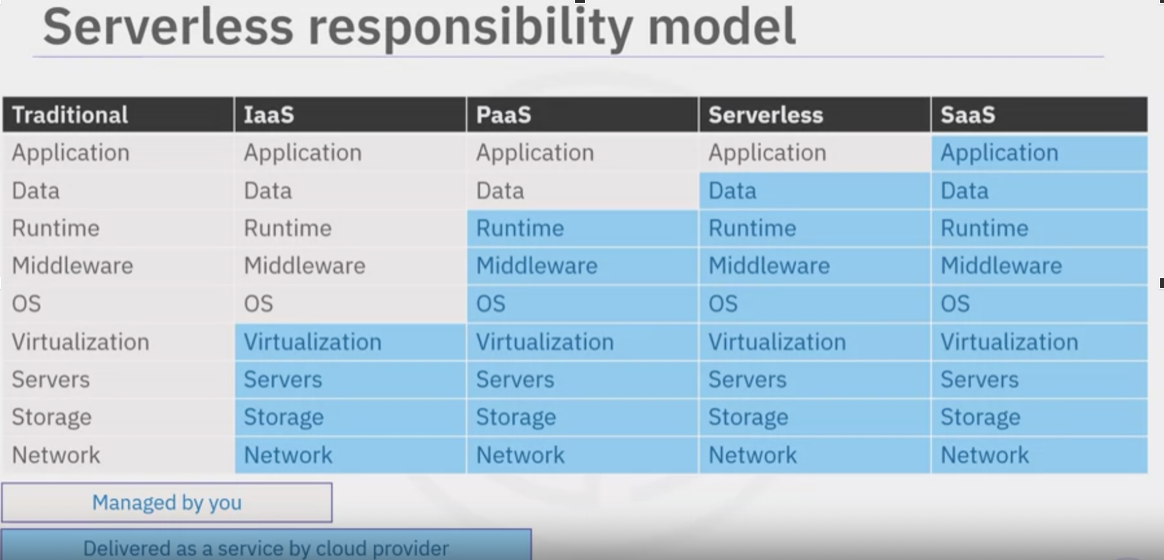 Serverless responsibility model
Traditional IaaS PaaS Serverless SaaS
Application Application Application Application Application
Data Data Data Data Data
Runtime Runtime Runtime Runtime Runtime
Middleware Middleware Middleware Middleware Middleware
OS OS OS OS OS
Virtualization Virtualization Virtualization Virtualization Virtualization
Servers Servers Servers Servers Servers
Storage Storage Storage Storage Storage
Network Network Network Network Network
Managed by you
Delivered as a service by cloud provider